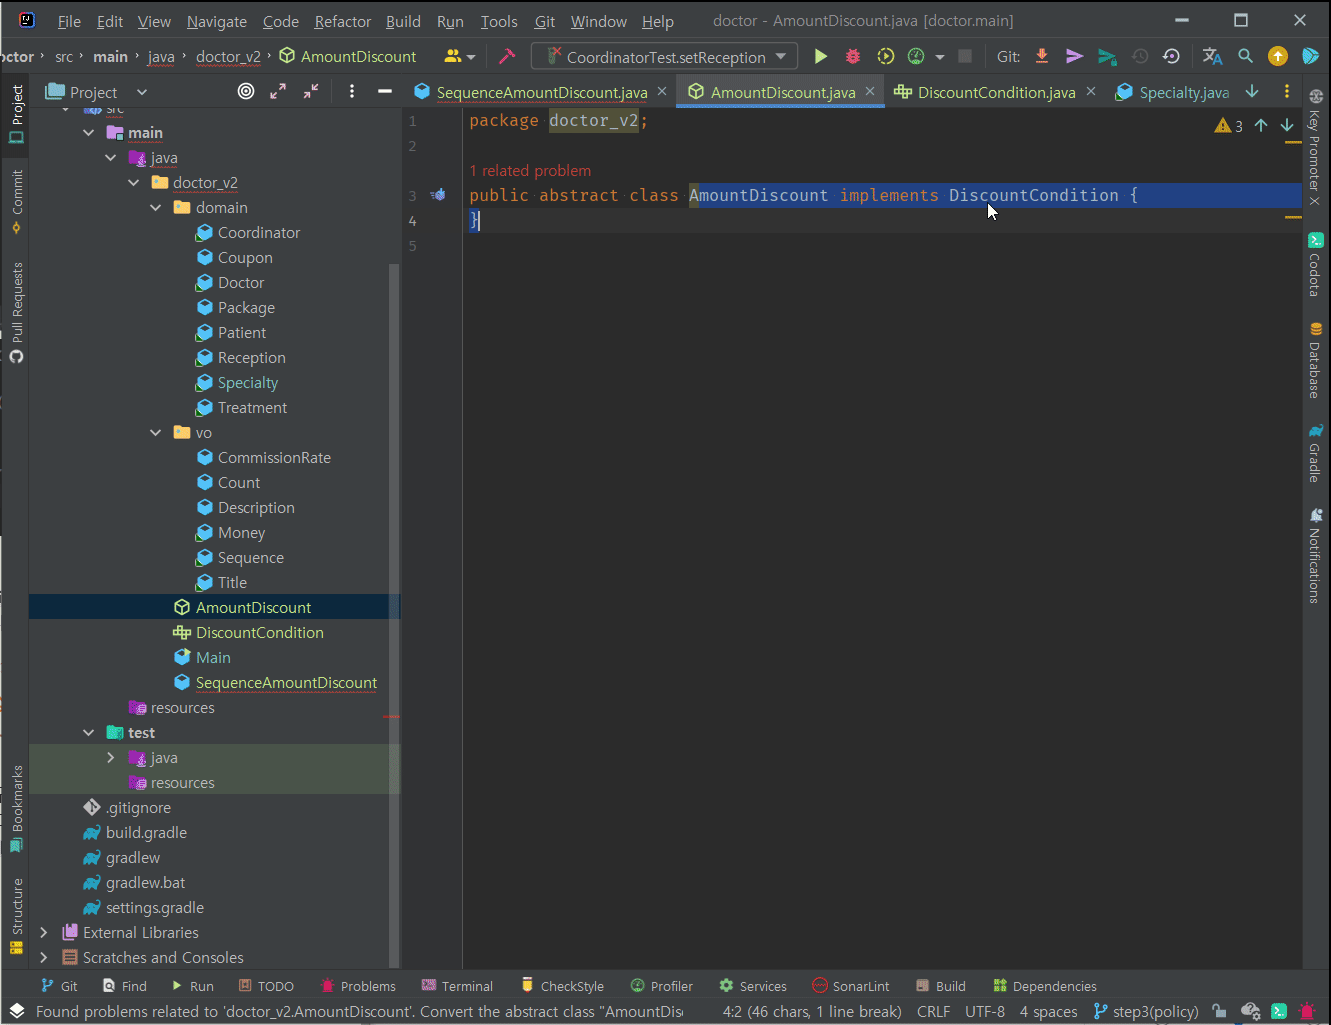 File Edit View Navigate Code Refactor Build Run Tools Git Window Help doctor - AmountDiscount.java [doctor.main]
octor src main java doctor_v2 AmountDiscount CoordinatorTest.setReception Git:
Project
SequenceAmountDiscount.java AmountDiscount.java DiscountCondition.java Specialty.java
Project
Commit
Pull Requests
Bookmarks
Structure
src
main
java
doctor_v2
domain
Coordinator
Coupon
Doctor
Package
Patient
Reception
Specialty
Treatment
vo
CommissionRate
Count
Description
Money
Sequence
Title
AmountDiscount
DiscountCondition
Main
SequenceAmountDiscount
resources
test
java
resources
.gitignore
build.gradle
gradlew
gradlew.bat
settings.gradle
External Libraries
Scratches and Consoles
1 package doctor_v2;
2
1 related problem
3 public abstract class AmountDiscount implements DiscountCondition {
4 }
5
3
Key Promoter X
Codota
Database
Gradle
Notifications
Git Find Run TODO Problems Terminal CheckStyle Profiler Services SonarLint Build Dependencies
Found problems related to 'doctor_v2.AmountDiscount'. Convert the abstract class "AmountDis 4:2 (46 chars, 1 line break) CRLF UTF-8 4 spaces step3(policy)